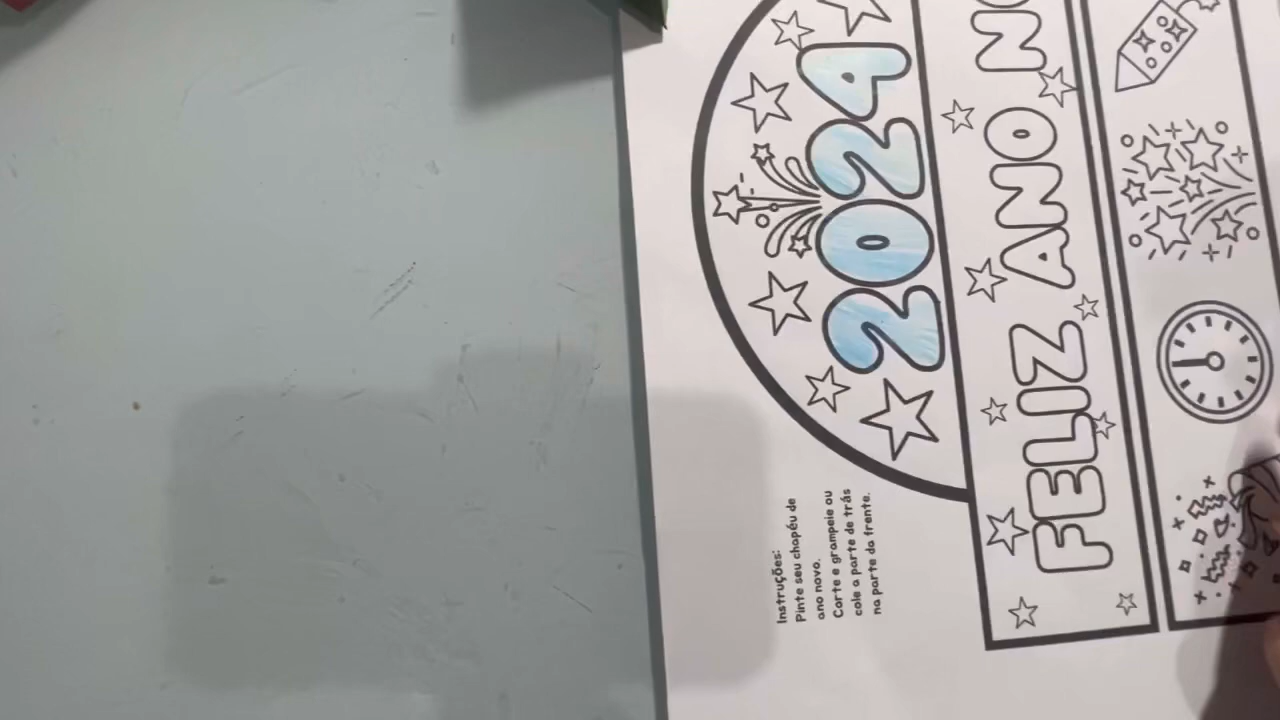 2024
FELIZ ANO
Instruções:
Pinte seu chapéu de
ano novo.
Corte e grampeie ou
cole a parte de trás
na parte da frente.